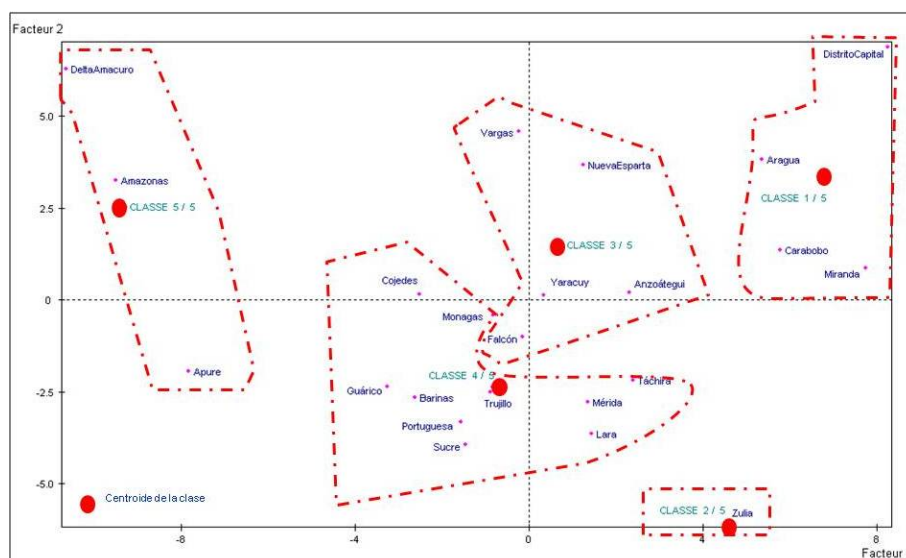 Facteur 2
DistritoCapital
DeltaAmacuro
5.0
Vargas
Aragua
NuevaEsparta
Amazonas
CLASSE 1 / 5
2.5
CLASSE 5 / 5
CLASSE 3 / 5
Carabobo
Cojedes
Yaracuy
Anzoátegui
Miranda
0
Monagas
Falcón
Apure
CLASSE 4 / 5
Táchira
-2.5
Guárico
Barinas
Trujillo
Mérida
Portuguesa
Sucre
Lara
-5.0
Centroide de la clase
CLASSE 2 / 5
Zulia
-8
-4
0
4
8
Facteur